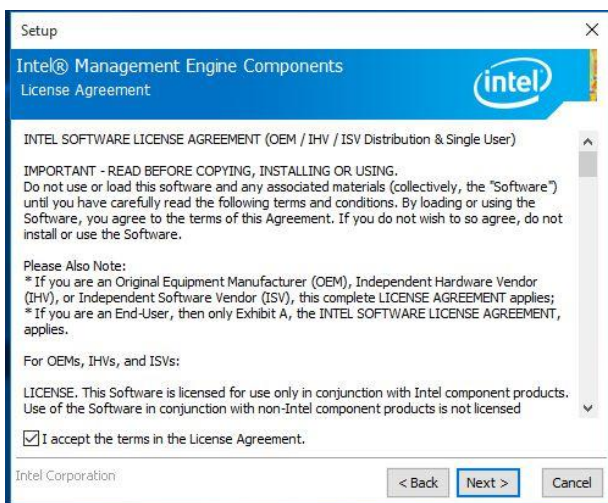 Setup
Intel® Management Engine Components
License Agreement
intel
INTEL SOFTWARE LICENSE AGREEMENT (OEM / IHV / ISV Distribution & Single User)
IMPORTANT - READ BEFORE COPYING, INSTALLING OR USING.
Do not use or load this software and any associated materials (collectively, the "Software")
until you have carefully read the following terms and conditions. By loading or using the
Software, you agree to the terms of this Agreement. If you do not wish to so agree, do not
install or use the Software.
Please Also Note:
* If you are an Original Equipment Manufacturer (OEM), Independent Hardware Vendor
(IHV), or Independent Software Vendor (ISV), this complete LICENSE AGREEMENT applies;
* If you are an End-User, then only Exhibit A, the INTEL SOFTWARE LICENSE AGREEMENT,
applies.
For OEMs, IHVs, and ISVs:
LICENSE. This Software is licensed for use only in conjunction with Intel component products.
Use of the Software in conjunction with non-Intel component products is not licensed
I accept the terms in the License Agreement.
Intel Corporation
< Back Next > Cancel